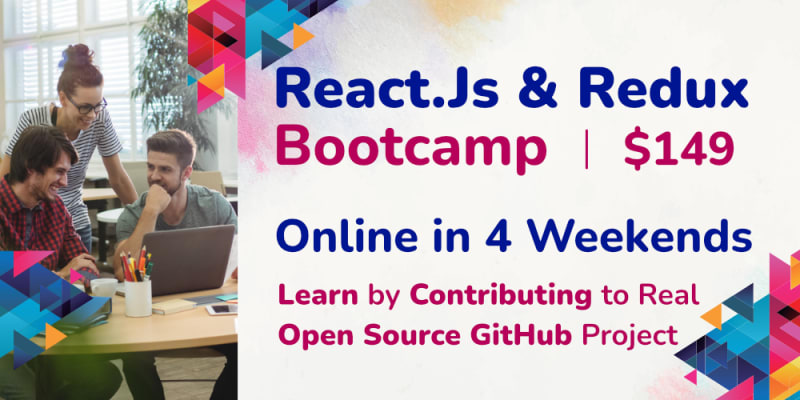 React.Js & Redux
Bootcamp | $149
Online in 4 Weekends
Learn by Contributing to Real
Open Source GitHub Project